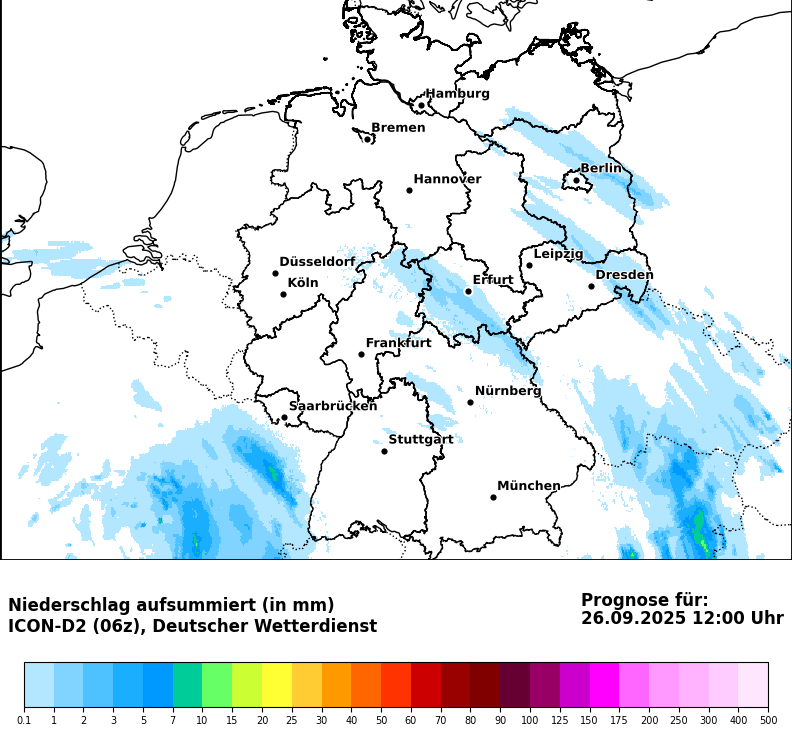 Hamburg
Bremen
Berlin
Hannover
Leipzig
Düsseldorf
Dresden
Köln
Erfurt
Frankfurt
Nürnberg
Saarbrücken
Stuttgart
München
Niederschlag aufsummiert (in mm)
ICON-D2 (06z), Deutscher Wetterdienst
Prognose für:
26.09.2025 12:00 Uhr
0.1 1 2 3 5 7 10 15 20 25 30 40 50 60 70 80 90 100 125 150 175 200 250 300 400 500